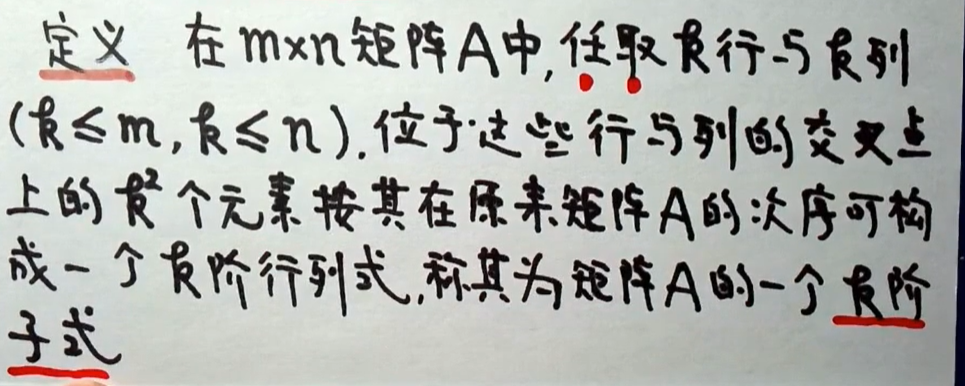 定义 在m×n矩阵A中,任取k行与k列
(k≤m,k≤n),位于这些行与列的交叉点
上的k²个元素按其在原来矩阵A的次序可构
成一个k阶行列式,称其为矩阵A的一个k阶
子式